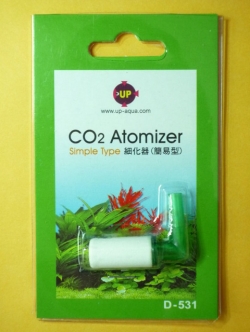 UP
www.up-aqua.com
CO2 Atomizer
Simple Type 細化器(簡易型)
D-531